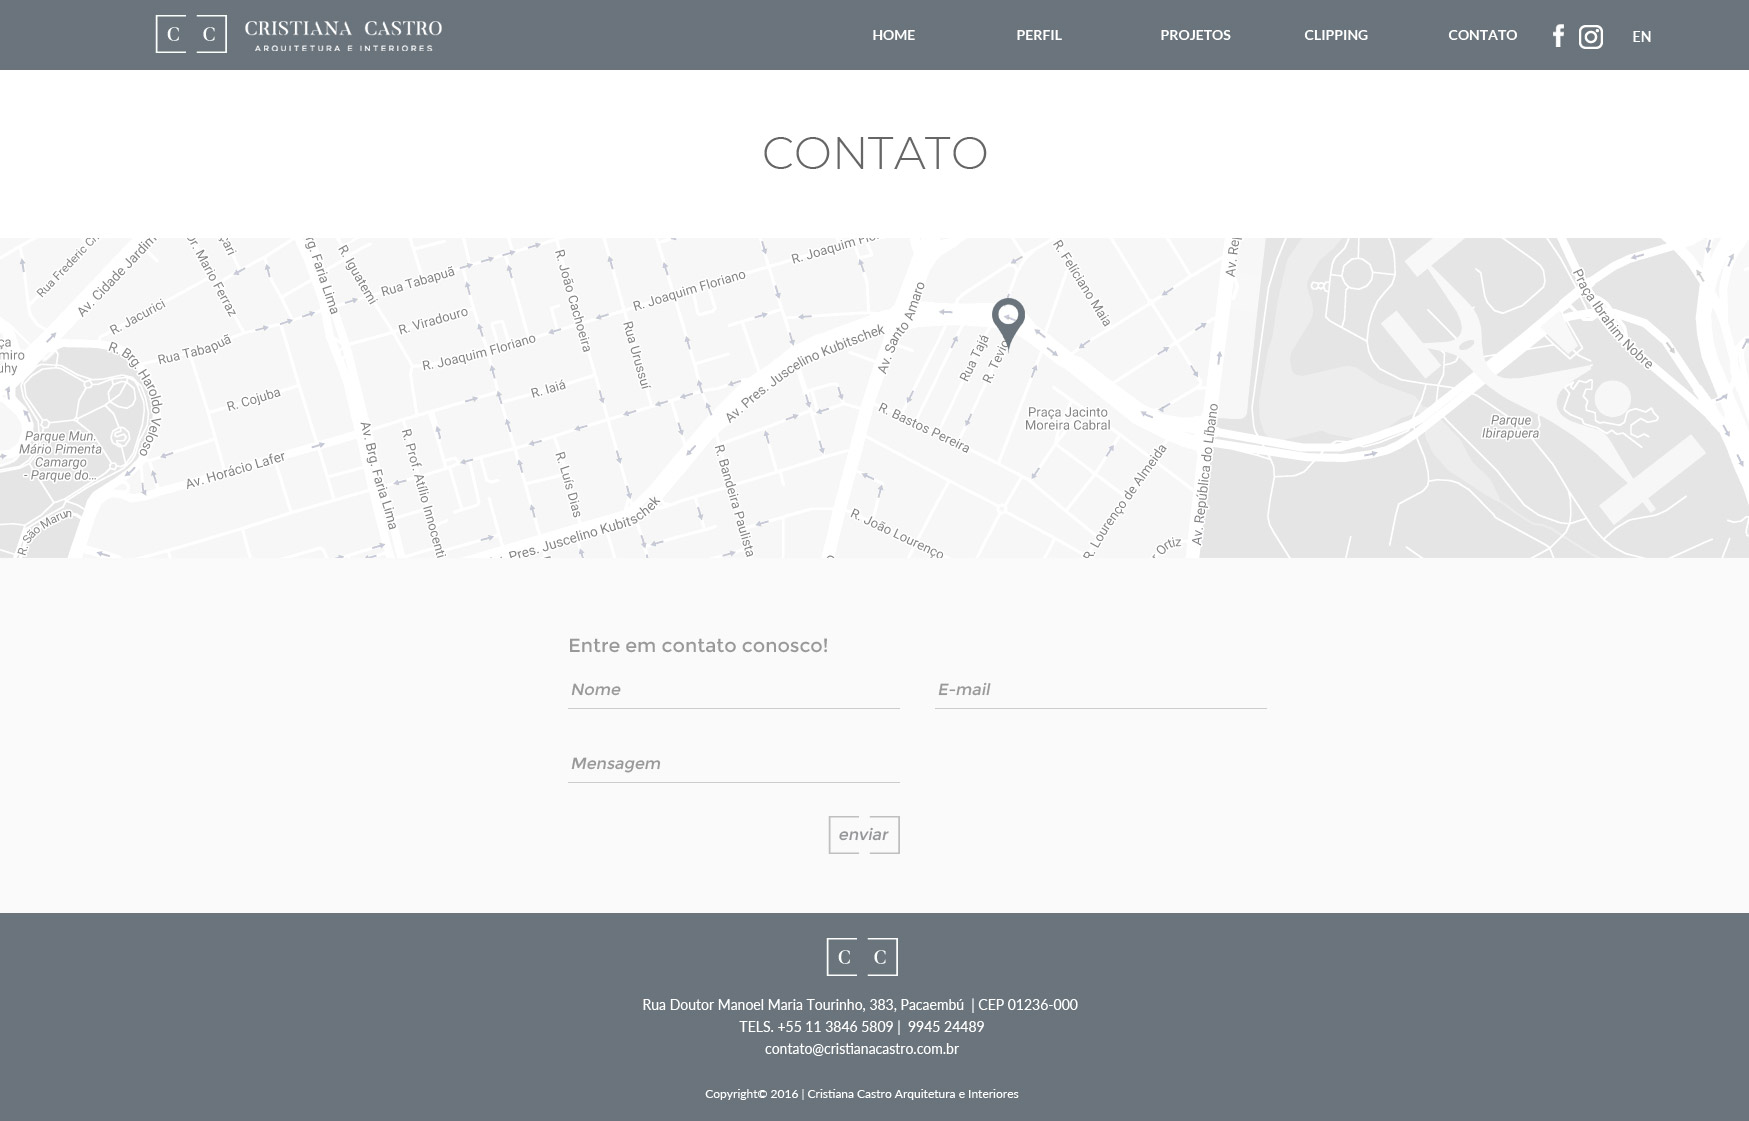 C C
CRISTIANA CASTRO
ARQUITETURA E INTERIORES
HOME
PERFIL
PROJETOS
CLIPPING
CONTATO
EN
CONTATO
Rua Frederic
Av. Cidade Jardim
R. Jacurici
Mario Ferraz
Rua Tabapuã
R. Brg. Haroldo Veloso
R. Cojuba
Parque Mun.
Mário Pimenta
Camargo
- Parque do...
Av. Horácio Lafer
R. São Marun
Faria Lima
R. Iguatemi
Rua Tabapuã
R. Viradouro
R. Joaquim Floriano
R. Iaiá
Av. Brg. Faria Lima
R. Prof. Atílio Innocenti
R. João Cachoeira
Rua Urussuí
R. Joaquim Floriano
R. Joaquim
R. Luís Dias
Pres. Juscelino Kubitschek
Av. Pres. Juscelino Kubitschek
R. Bandeira Paulista
Av. Santo Amaro
R. Bastos Pereira
R. João Lourenço
Rua Tajá
R. Tevio
R. Feliciano Maia
Praça Jacinto
Moreira Cabral
R. Lourenço de Almeida
Ortiz
Av. República do Líbano
Av. Rep
Praça Ibrahim Nobre
Parque
Ibirapuera
Entre em contato conosco!
Nome
E-mail
Mensagem
enviar
C C
Rua Doutor Manoel Maria Tourinho, 383, Pacaembú | CEP 01236-000
TELS. +55 11 3846 5809 | 9945 24489
contato@cristianacastro.com.br
Copyright© 2016 | Cristiana Castro Arquitetura e Interiores